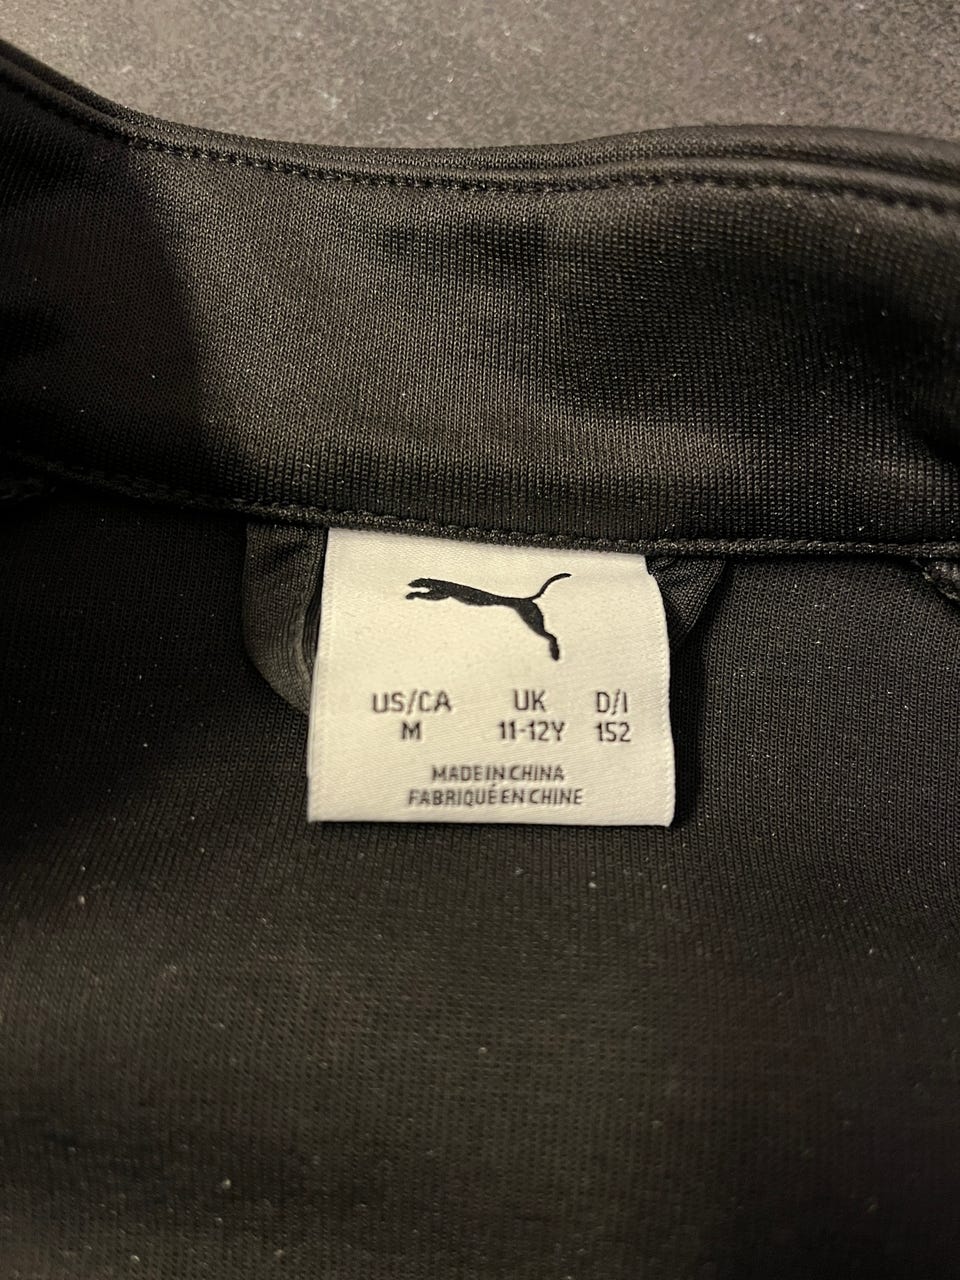 US/CA UK D/I
M 11-12Y 152
MADE IN CHINA
FABRIQUÉ EN CHINE